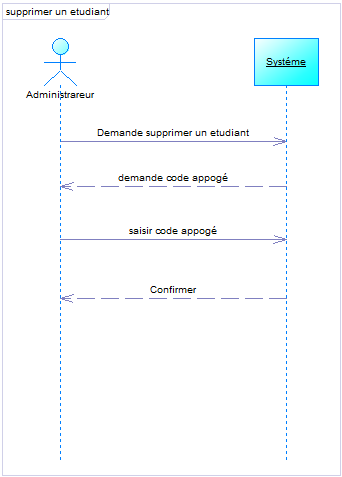 supprimer un etudiant
Systéme
Administrareur
Demande supprimer un etudiant
demande code appogé
saisir code appogé
Confirmer